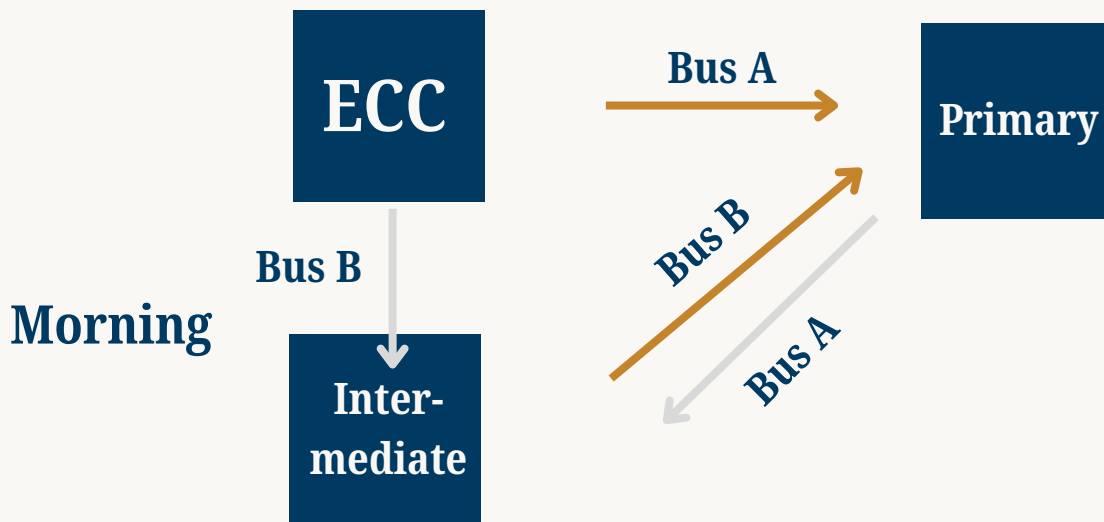 ECC
Bus A
Primary
Bus B
Bus B
Morning
Bus A
Inter-
mediate